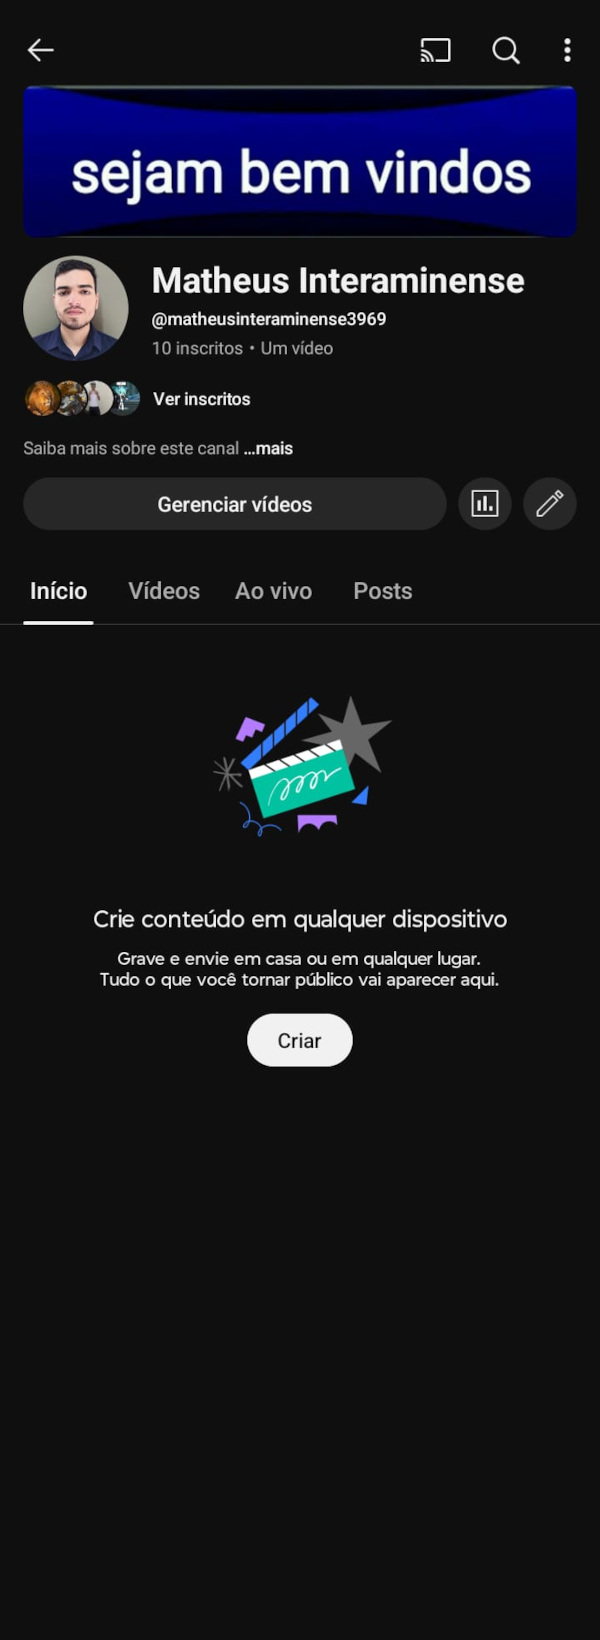 sejam bem vindos
Matheus Interaminense
@matheusinteraminense3969
10 inscritos • Um vídeo
Ver inscritos
Saiba mais sobre este canal ...mais
Gerenciar vídeos
Início Vídeos Ao vivo Posts
Crie conteúdo em qualquer dispositivo
Grave e envie em casa ou em qualquer lugar.
Tudo o que você tornar público vai aparecer aqui.
Criar